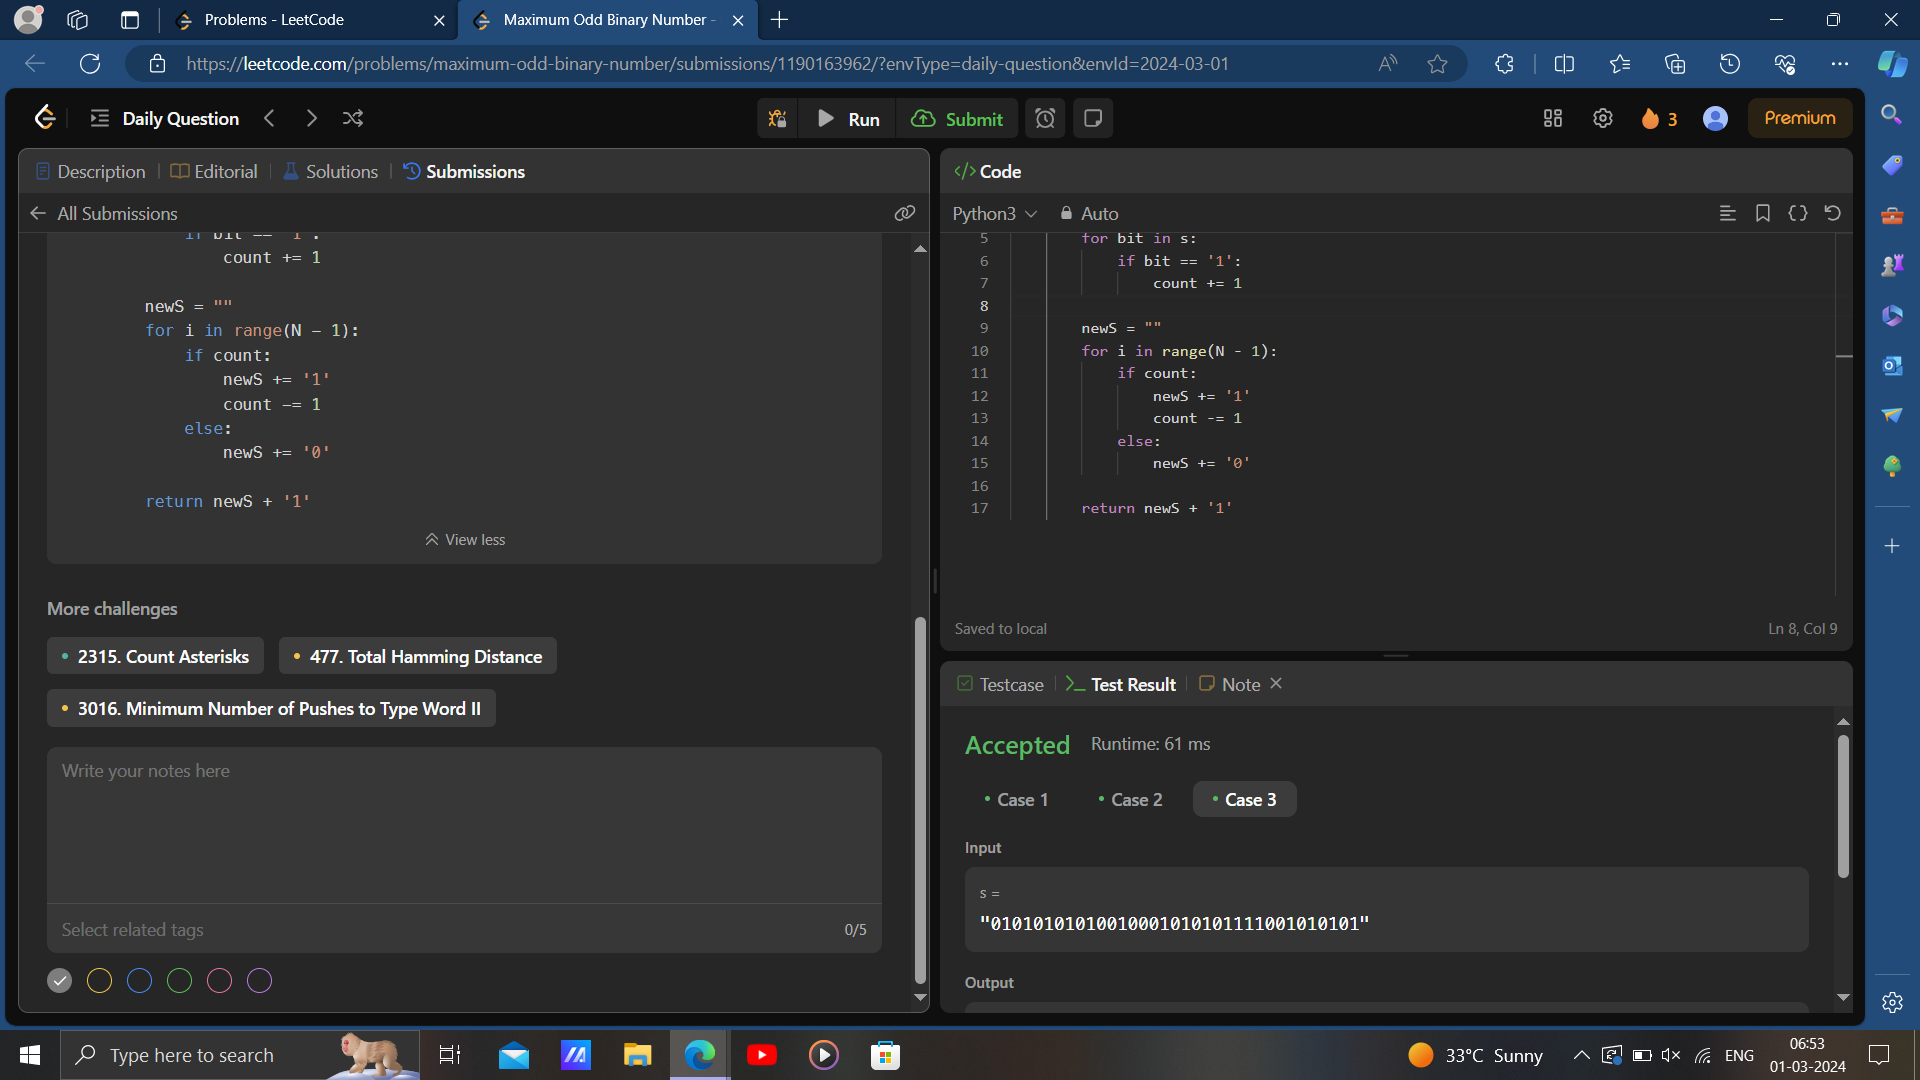 Problems - LeetCode
Maximum Odd Binary Number -
https://leetcode.com/problems/maximum-odd-binary-number/submissions/1190163962/?envType=daily-question&envId=2024-03-01
Daily Question
Run
Submit
3
Premium
Description
Editorial
Solutions
Submissions
All Submissions
if bit == '1':
count += 1
newS = ""
for i in range(N - 1):
if count:
newS += '1'
count -= 1
else:
newS += '0'
return newS + '1'
View less
More challenges
2315. Count Asterisks
477. Total Hamming Distance
3016. Minimum Number of Pushes to Type Word II
Write your notes here
Select related tags
0/5
</> Code
Python3
Auto
5 for bit in s:
6 if bit == '1':
7 count += 1
8
9 newS = ""
10 for i in range(N - 1):
11 if count:
12 newS += '1'
13 count -= 1
14 else:
15 newS += '0'
16
17 return newS + '1'
Saved to local
Ln 8, Col 9
Testcase
Test Result
Note
Accepted
Runtime: 61 ms
Case 1
Case 2
Case 3
Input
s =
"0101010101001000101010111100101​0101"
Output
Type here to search
33°C Sunny
ENG
06:53
01-03-2024